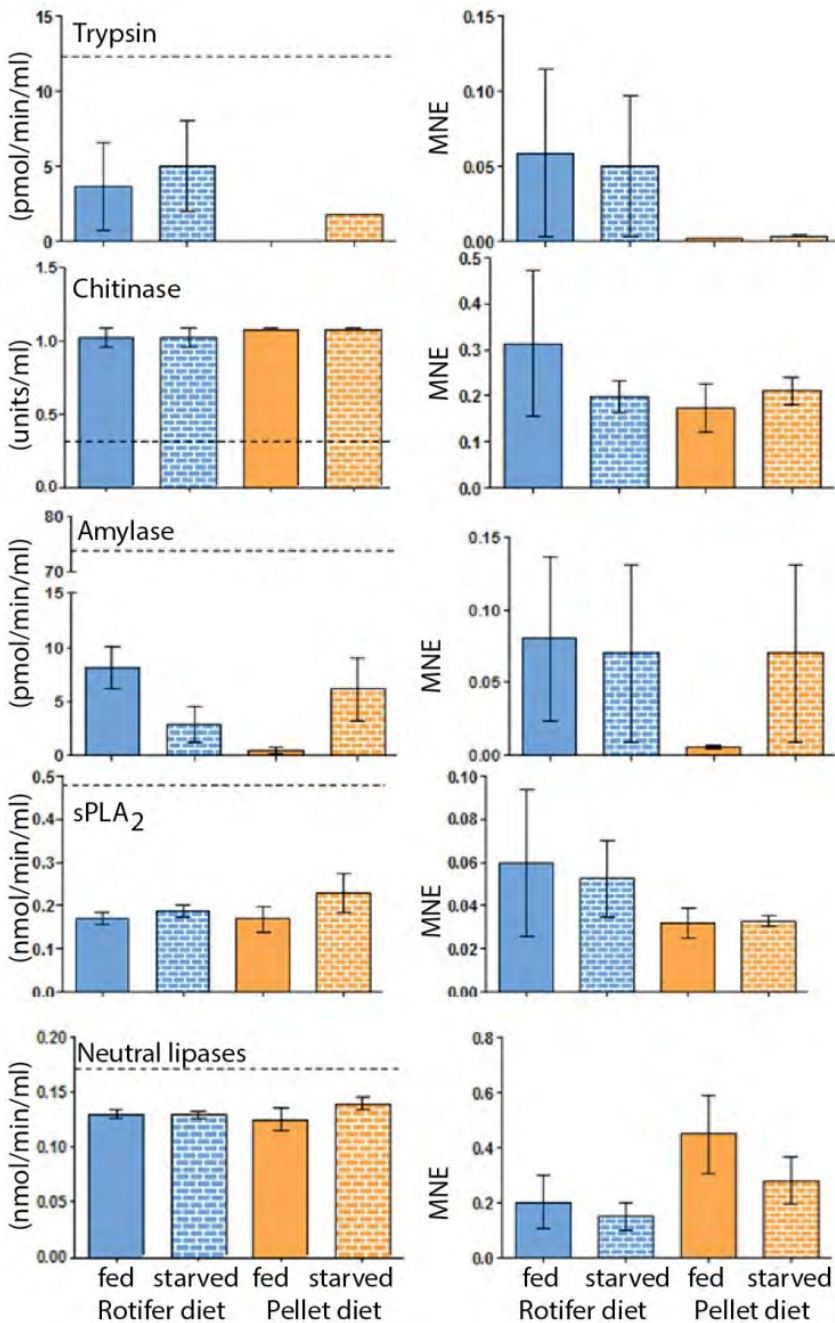 Trypsin
(pmol/min/ml)
15
10
5
0
MNE
0.15
0.10
0.05
0.00
Chitinase
(units/ml)
1.5
1.0
0.5
0.0
MNE
0.5
0.4
0.3
0.2
0.1
0.0
Amylase
(pmol/min/ml)
80
70
15
10
5
0
MNE
0.15
0.10
0.05
0.00
sPLA2
(nmol/min/ml)
0.5
0.4
0.3
0.2
0.1
0.0
MNE
0.10
0.08
0.06
0.04
0.02
0.00
Neutral lipases
(nmol/min/ml)
0.20
0.15
0.10
0.05
0.00
MNE
0.8
0.6
0.4
0.2
0.0
fed starved fed starved
Rotifer diet Pellet diet
fed starved fed starved
Rotifer diet Pellet diet